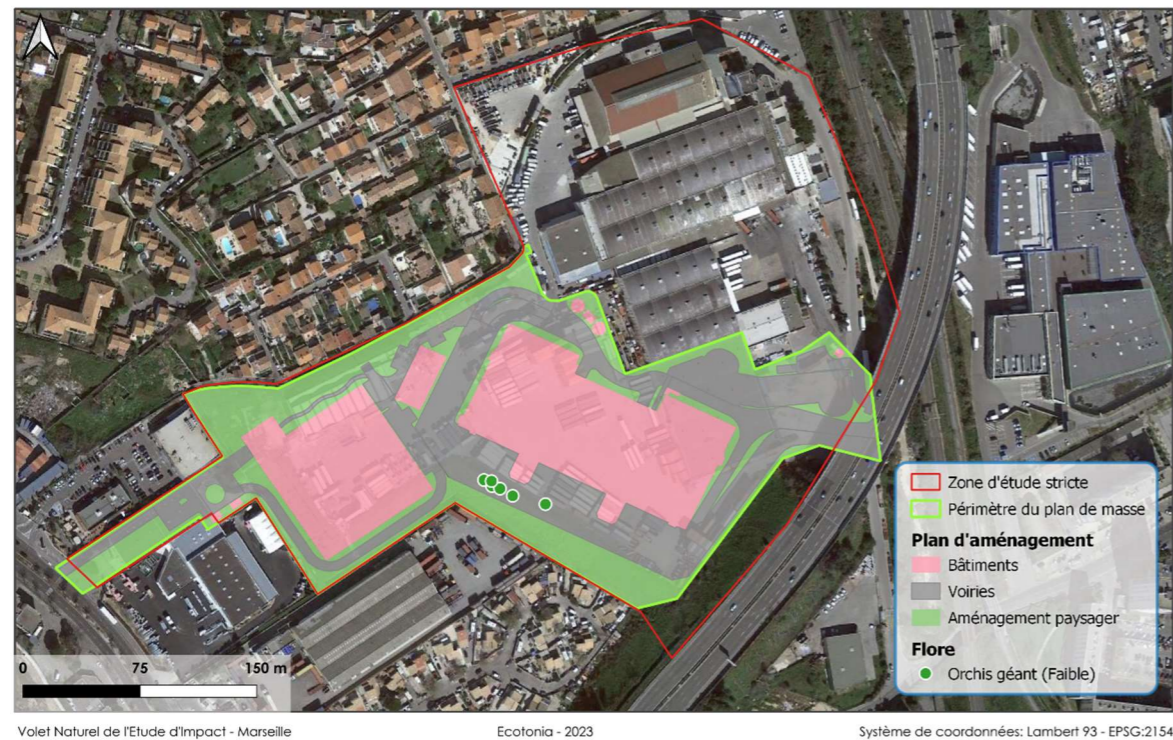 Zone d'étude stricte
Périmètre du plan de masse
Plan d'aménagement
Bâtiments
Voiries
Aménagement paysager
Flore
Orchis géant (Faible)
0 75 150 m
Volet Naturel de l'Etude d'Impact - Marseille Ecotonia - 2023 Système de coordonnées: Lambert 93 - EPSG:2154